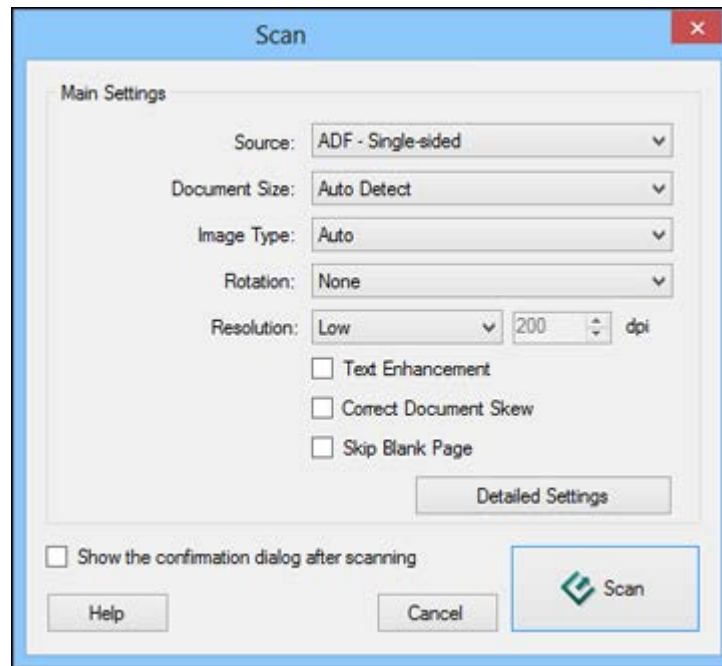 Scan
Main Settings
Source: ADF - Single-sided
Document Size: Auto Detect
Image Type: Auto
Rotation: None
Resolution: Low 200 dpi
Text Enhancement
Correct Document Skew
Skip Blank Page
Detailed Settings
Show the confirmation dialog after scanning
Help Cancel Scan